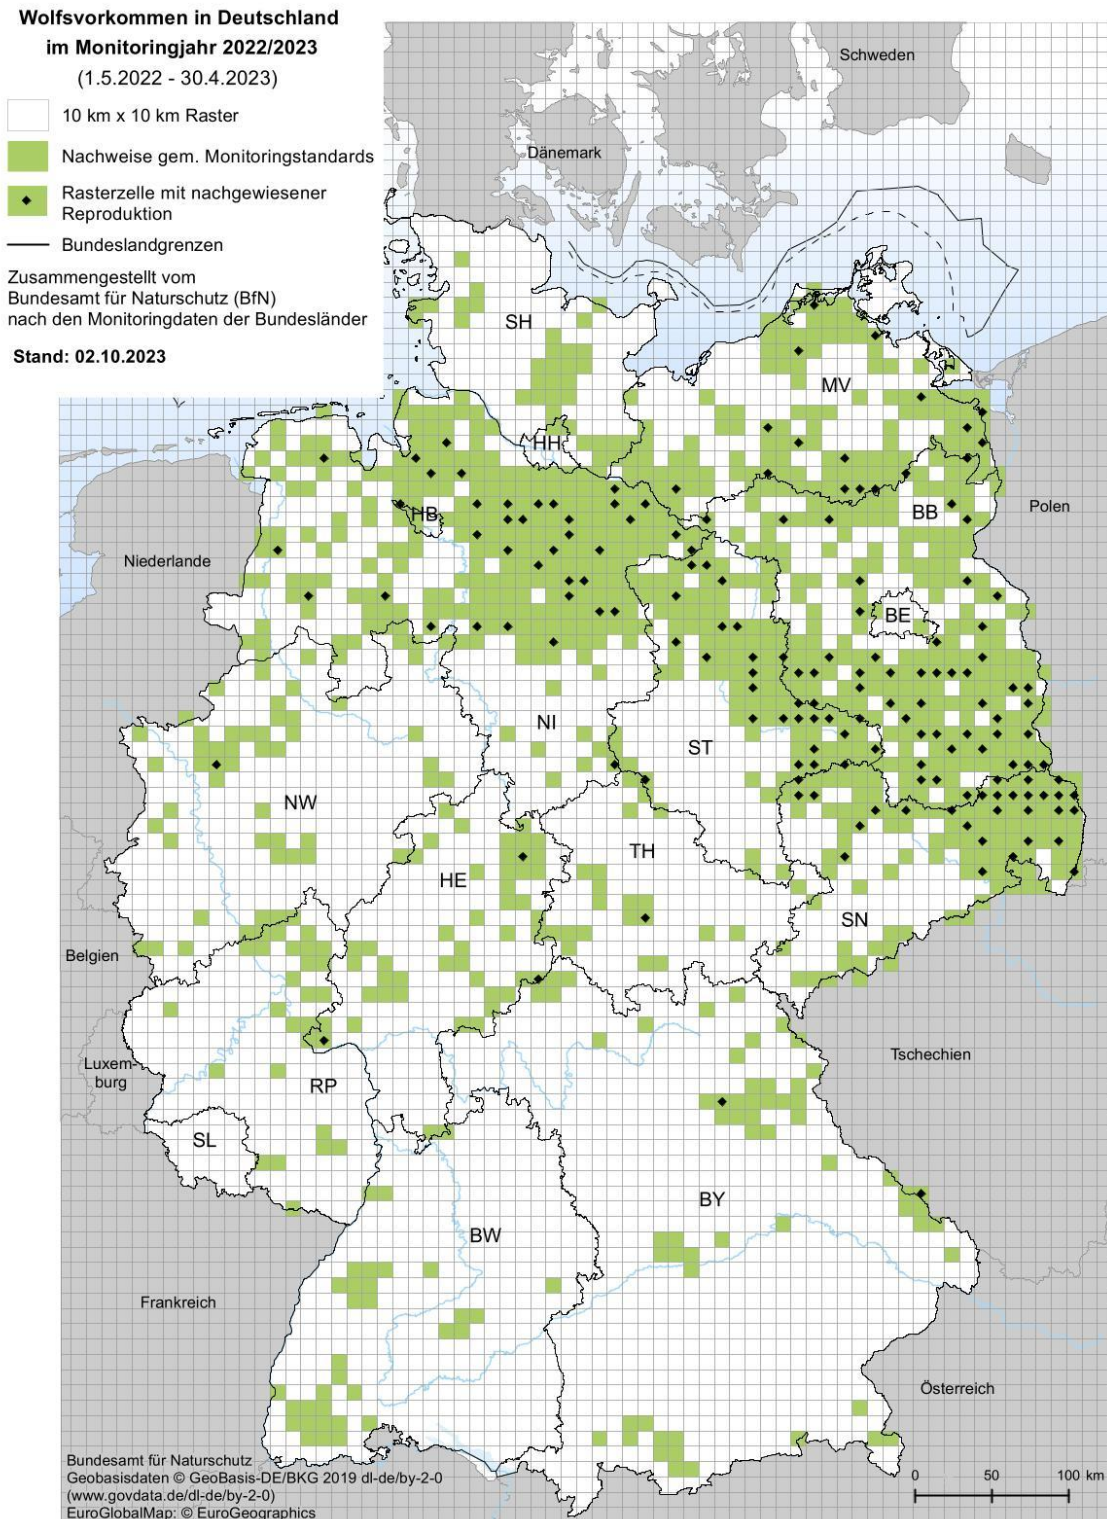 Wolfsvorkommen in Deutschland
im Monitoringjahr 2022/2023
(1.5.2022 - 30.4.2023)
10 km x 10 km Raster
Nachweise gem. Monitoringstandards
Rasterzelle mit nachgewiesener
Reproduktion
Bundeslandgrenzen
Zusammengestellt vom
Bundesamt für Naturschutz (BfN)
nach den Monitoringdaten der Bundesländer
Stand: 02.10.2023
Schweden
Dänemark
SH
MV
HH
HB
BB
Polen
Niederlande
BE
NI
ST
NW
TH
HE
SN
Belgien
Luxem-
burg
Tschechien
RP
SL
BY
BW
Frankreich
Österreich
Bundesamt für Naturschutz
Geobasisdaten © GeoBasis-DE/BKG 2019 dl-de/by-2-0
(www.govdata.de/dl-de/by-2-0)
EuroGlobalMap: © EuroGeographics
0 50 100 km